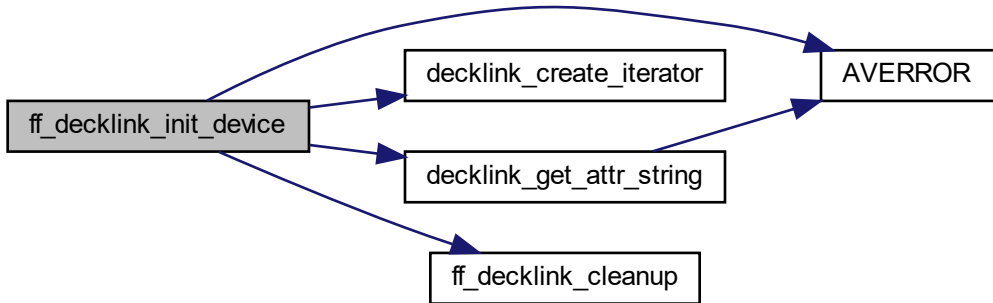 ff_decklink_init_device
decklink_create_iterator
AVERROR
decklink_get_attr_string
ff_decklink_cleanup